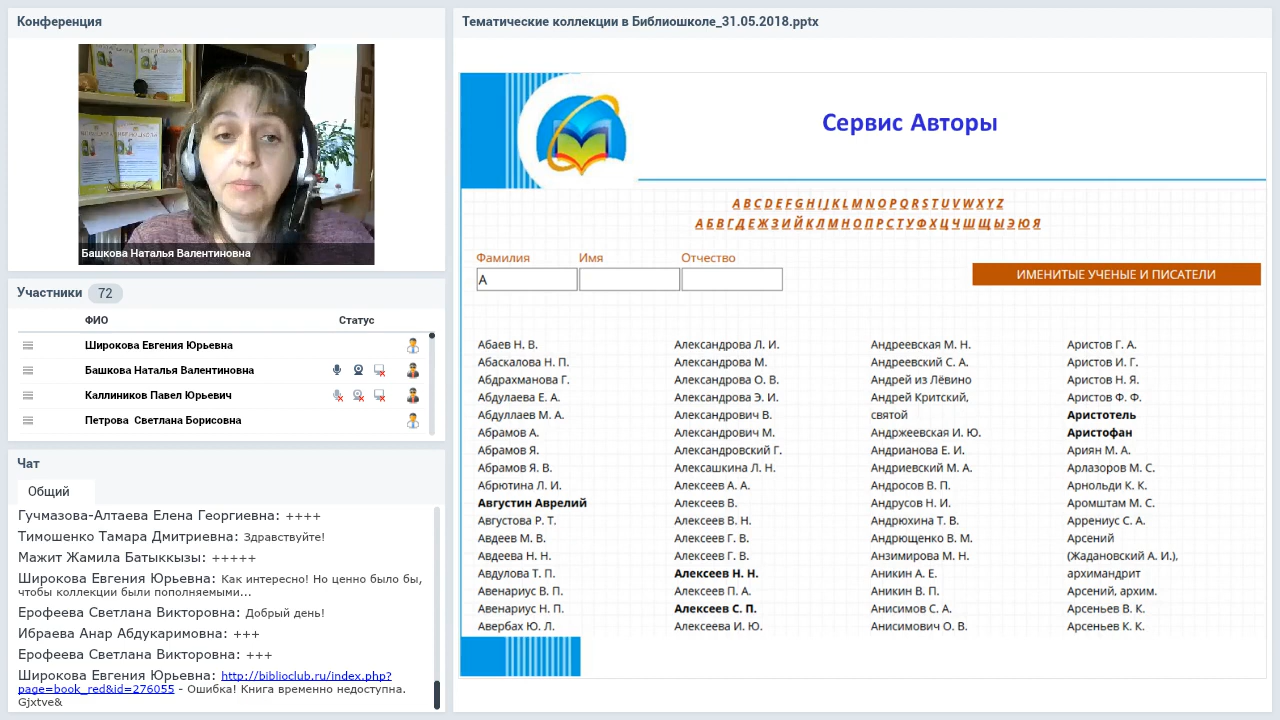 Конференция
Башкова Наталья Валентиновна
Участники 72
ФИО Статус
Широкова Евгения Юрьевна
Башкова Наталья Валентиновна
Каллиников Павел Юрьевич
Петрова Светлана Борисовна
Чат
Общий
Гучмазова-Алтаева Елена Георгиевна: ++++
Тимошенко Тамара Дмитриевна: Здравствуйте!
Мажит Жамила Батыккызы: +++++
Широкова Евгения Юрьевна: Как интересно! Но ценно было бы,
чтобы коллекции были пополняемыми...
Ерофеева Светлана Викторовна: Добрый день!
Ибраева Анар Абдукаримовна: +++
Ерофеева Светлана Викторовна: +++
Широкова Евгения Юрьевна: http://biblioclub.ru/index.php?
page=book_red&id=276055 - Ошибка! Книга временно недоступна.
Gjxtve&
Тематические коллекции в Библиошколе_31.05.2018.pptx
Сервис Авторы
A B C D E F G H I J K L M N O P Q R S T U V W X Y Z
А Б В Г Д Е Ж З И Й К Л М Н О П Р С Т У Ф Х Ц Ч Ш Щ Ы Э Ю Я
Фамилия Имя Отчество
А
ИМЕНИТЫЕ УЧЕНЫЕ И ПИСАТЕЛИ
Абаев Н. В.
Абаскалова Н. П.
Абдрахманова Г.
Абдулаева Е. А.
Абдуллаев М. А.
Абрамов А.
Абрамов Я.
Абрамов Я. В.
Абрютина Л. И.
Августин Аврелий
Августова Р. Т.
Авдеев М. В.
Авдеева Н. Н.
Авдулова Т. П.
Авенариус В. П.
Авенариус Н. П.
Авербах Ю. Л.
Александрова Л. И.
Александрова М.
Александрова О. В.
Александрова Э. И.
Александрович В.
Александрович М.
Александровский Г.
Алексашкина Л. Н.
Алексеев А. А.
Алексеев В.
Алексеев В. Н.
Алексеев Г. В.
Алексеев Г. В.
Алексеев Н. Н.
Алексеев П. А.
Алексеев С. П.
Алексеева И. Ю.
Андреевская М. Н.
Андреевский С. А.
Андрей из Лёвино
Андрей Критский,
святой
Анджeевская И. Ю.
Андрианова Е. И.
Андриевский М. А.
Андросов В. П.
Андрусов Н. И.
Андрюхина Т. В.
Андрющенко В. М.
Анзимирова М. Н.
Аникин А. Е.
Аникин В. П.
Анисимов С. А.
Анисимович О. В.
Аристов Г. А.
Аристов И. Г.
Аристов Н. Я.
Аристов Ф. Ф.
Аристотель
Аристофан
Ариян М. А.
Арлазоров М. С.
Арнольди К. К.
Аромштам М. С.
Аррениус С. А.
Арсений
(Жадановский А. И.),
архимандрит
Арсений, архим.
Арсеньев В. К.
Арсеньев К. К.